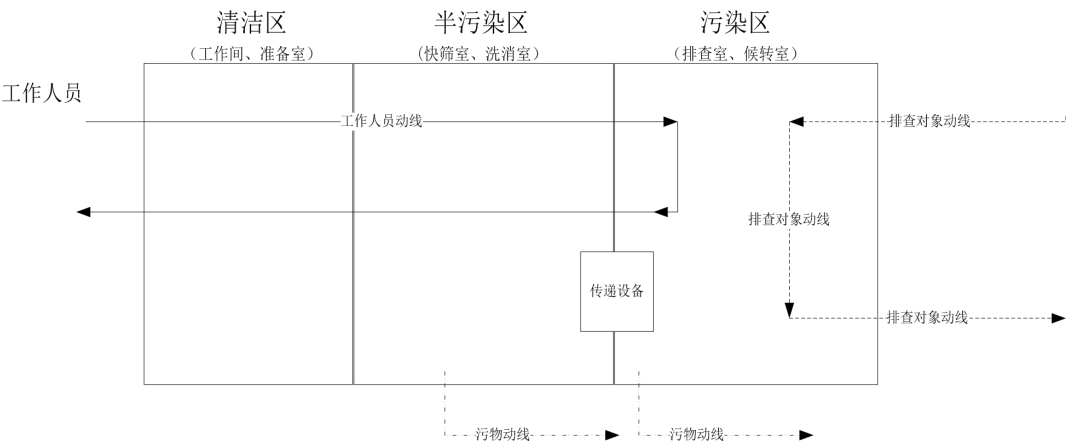 清洁区
(工作间、准备室)
半污染区
(快筛室、洗消室)
污染区
(排查室、候转室)
工作人员
工作人员动线
排查对象动线
排查对象动线
传递设备
排查对象动线
污物动线
污物动线